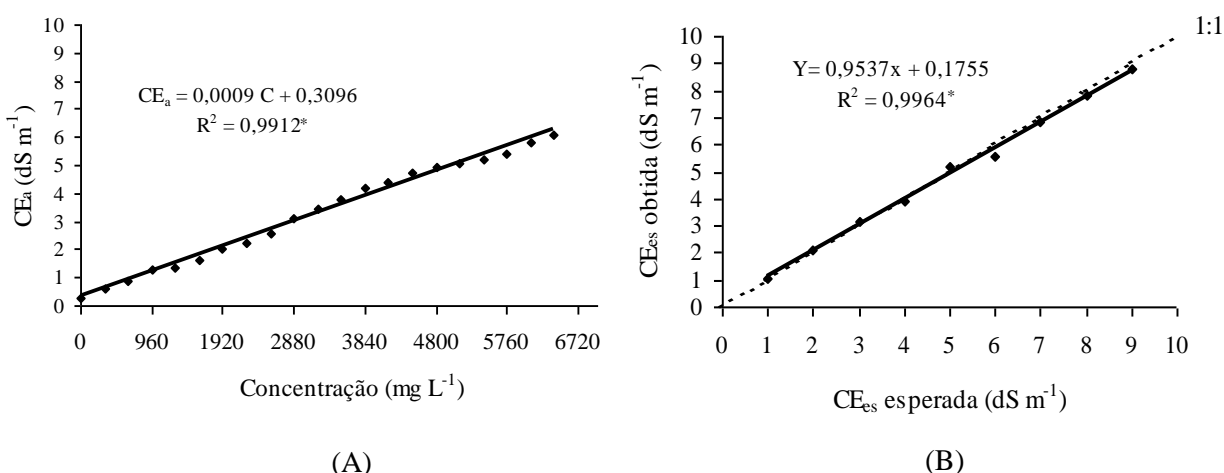 10
9
8
7
6
5
4
3
2
1
0
CEa (dS m-1)
CEa = 0,0009 C + 0,3096
R2 = 0,9912*
0 960 1920 2880 3840 4800 5760 6720
Concentração (mg L-1)
(A)
1:1
10
9
8
7
6
5
4
3
2
1
0
CEes obtida (dS m-1)
Y= 0,9537x + 0,1755
R2 = 0,9964*
0 1 2 3 4 5 6 7 8 9 10
CEes esperada (dS m-1)
(B)